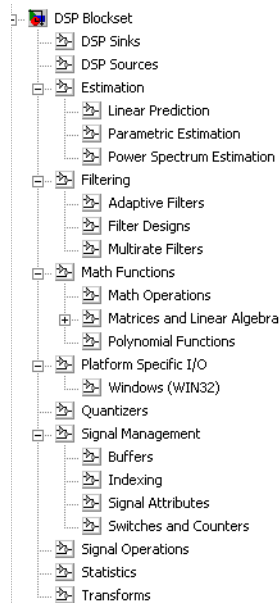 DSP Blockset
DSP Sinks
DSP Sources
Estimation
Linear Prediction
Parametric Estimation
Power Spectrum Estimation
Filtering
Adaptive Filters
Filter Designs
Multirate Filters
Math Functions
Math Operations
Matrices and Linear Algebra
Polynomial Functions
Platform Specific I/O
Windows (WIN32)
Quantizers
Signal Management
Buffers
Indexing
Signal Attributes
Switches and Counters
Signal Operations
Statistics
Transforms